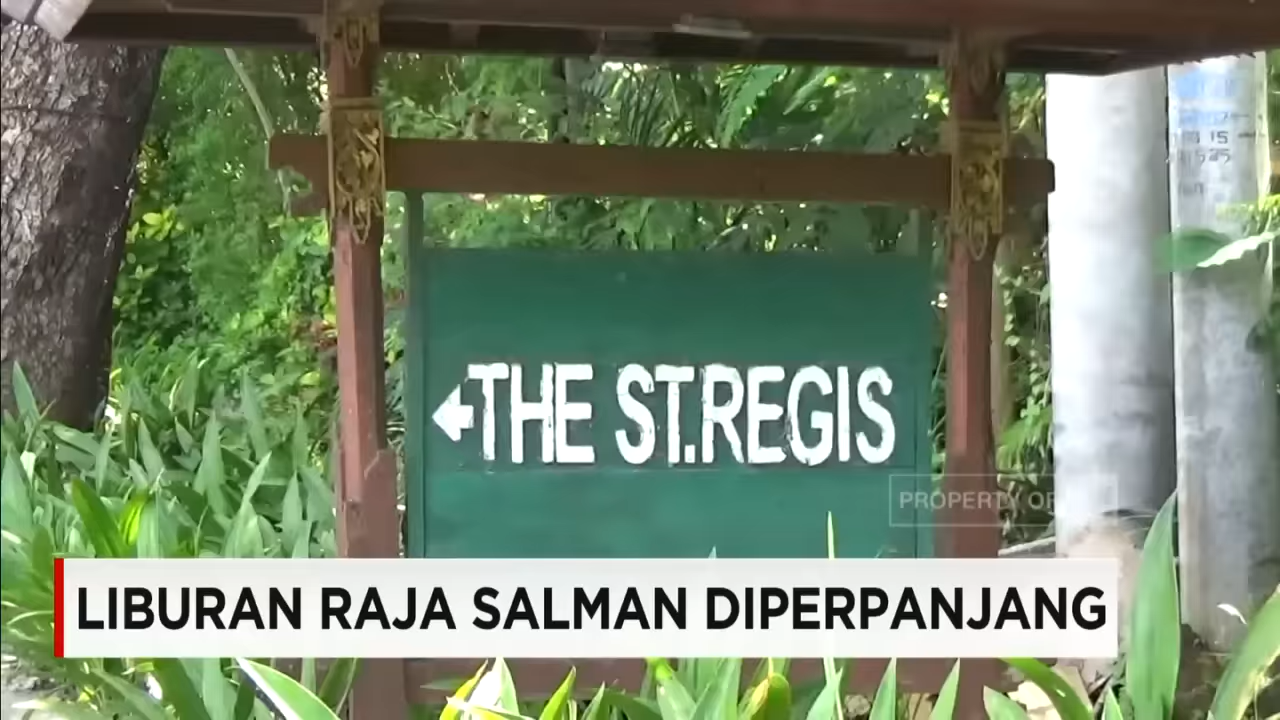 THE ST.REGIS
PROPERTY OF
LIBURAN RAJA SALMAN DIPERPANJANG